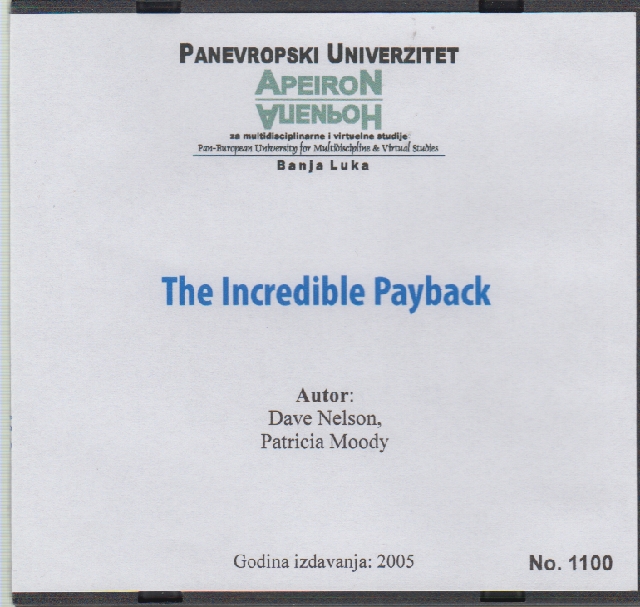 PANEVROPSKI UNIVERZITET
APEIRON
za multidisciplinarne i virtuelne studije
Pan-European University for Multidiscipline & Virtual Studies
Banja Luka
The Incredible Payback
Autor:
Dave Nelson,
Patricia Moody
Godina izdavanja: 2005
No. 1100